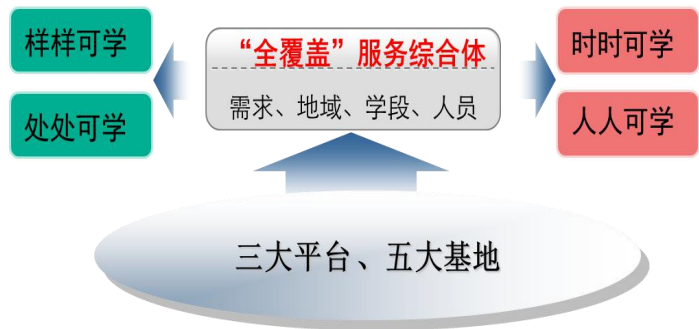 样样可学
处处可学
“全覆盖”服务综合体
需求、地域、学段、人员
时时可学
人人可学
三大平台、五大基地